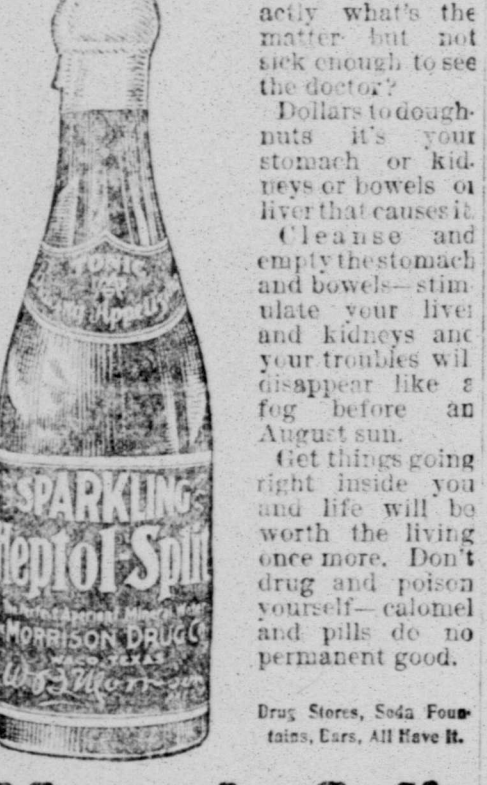 TONIC
AND
Appetizer
SPARKLING
Heptol Split
MORRISON DRUG Co
WACO TEXAS
actly what's the
matter but not
sick enough to see
the doctor?
Dollars to dough-
nuts it's your
stomach or kid-
neys or bowels or
liver that causes it.
Cleanse and
empty the stomach
and bowels—stim
ulate your liver
and kidneys and
your troubles wil
disappear like a
fog before an
August sun.
Get things going
right inside you
and life will be
worth the living
once more. Don't
drug and poison
yourself—calomel
and pills do no
permanent good.
Drug Stores, Soda Foun-
tains, Bars, All Have It.